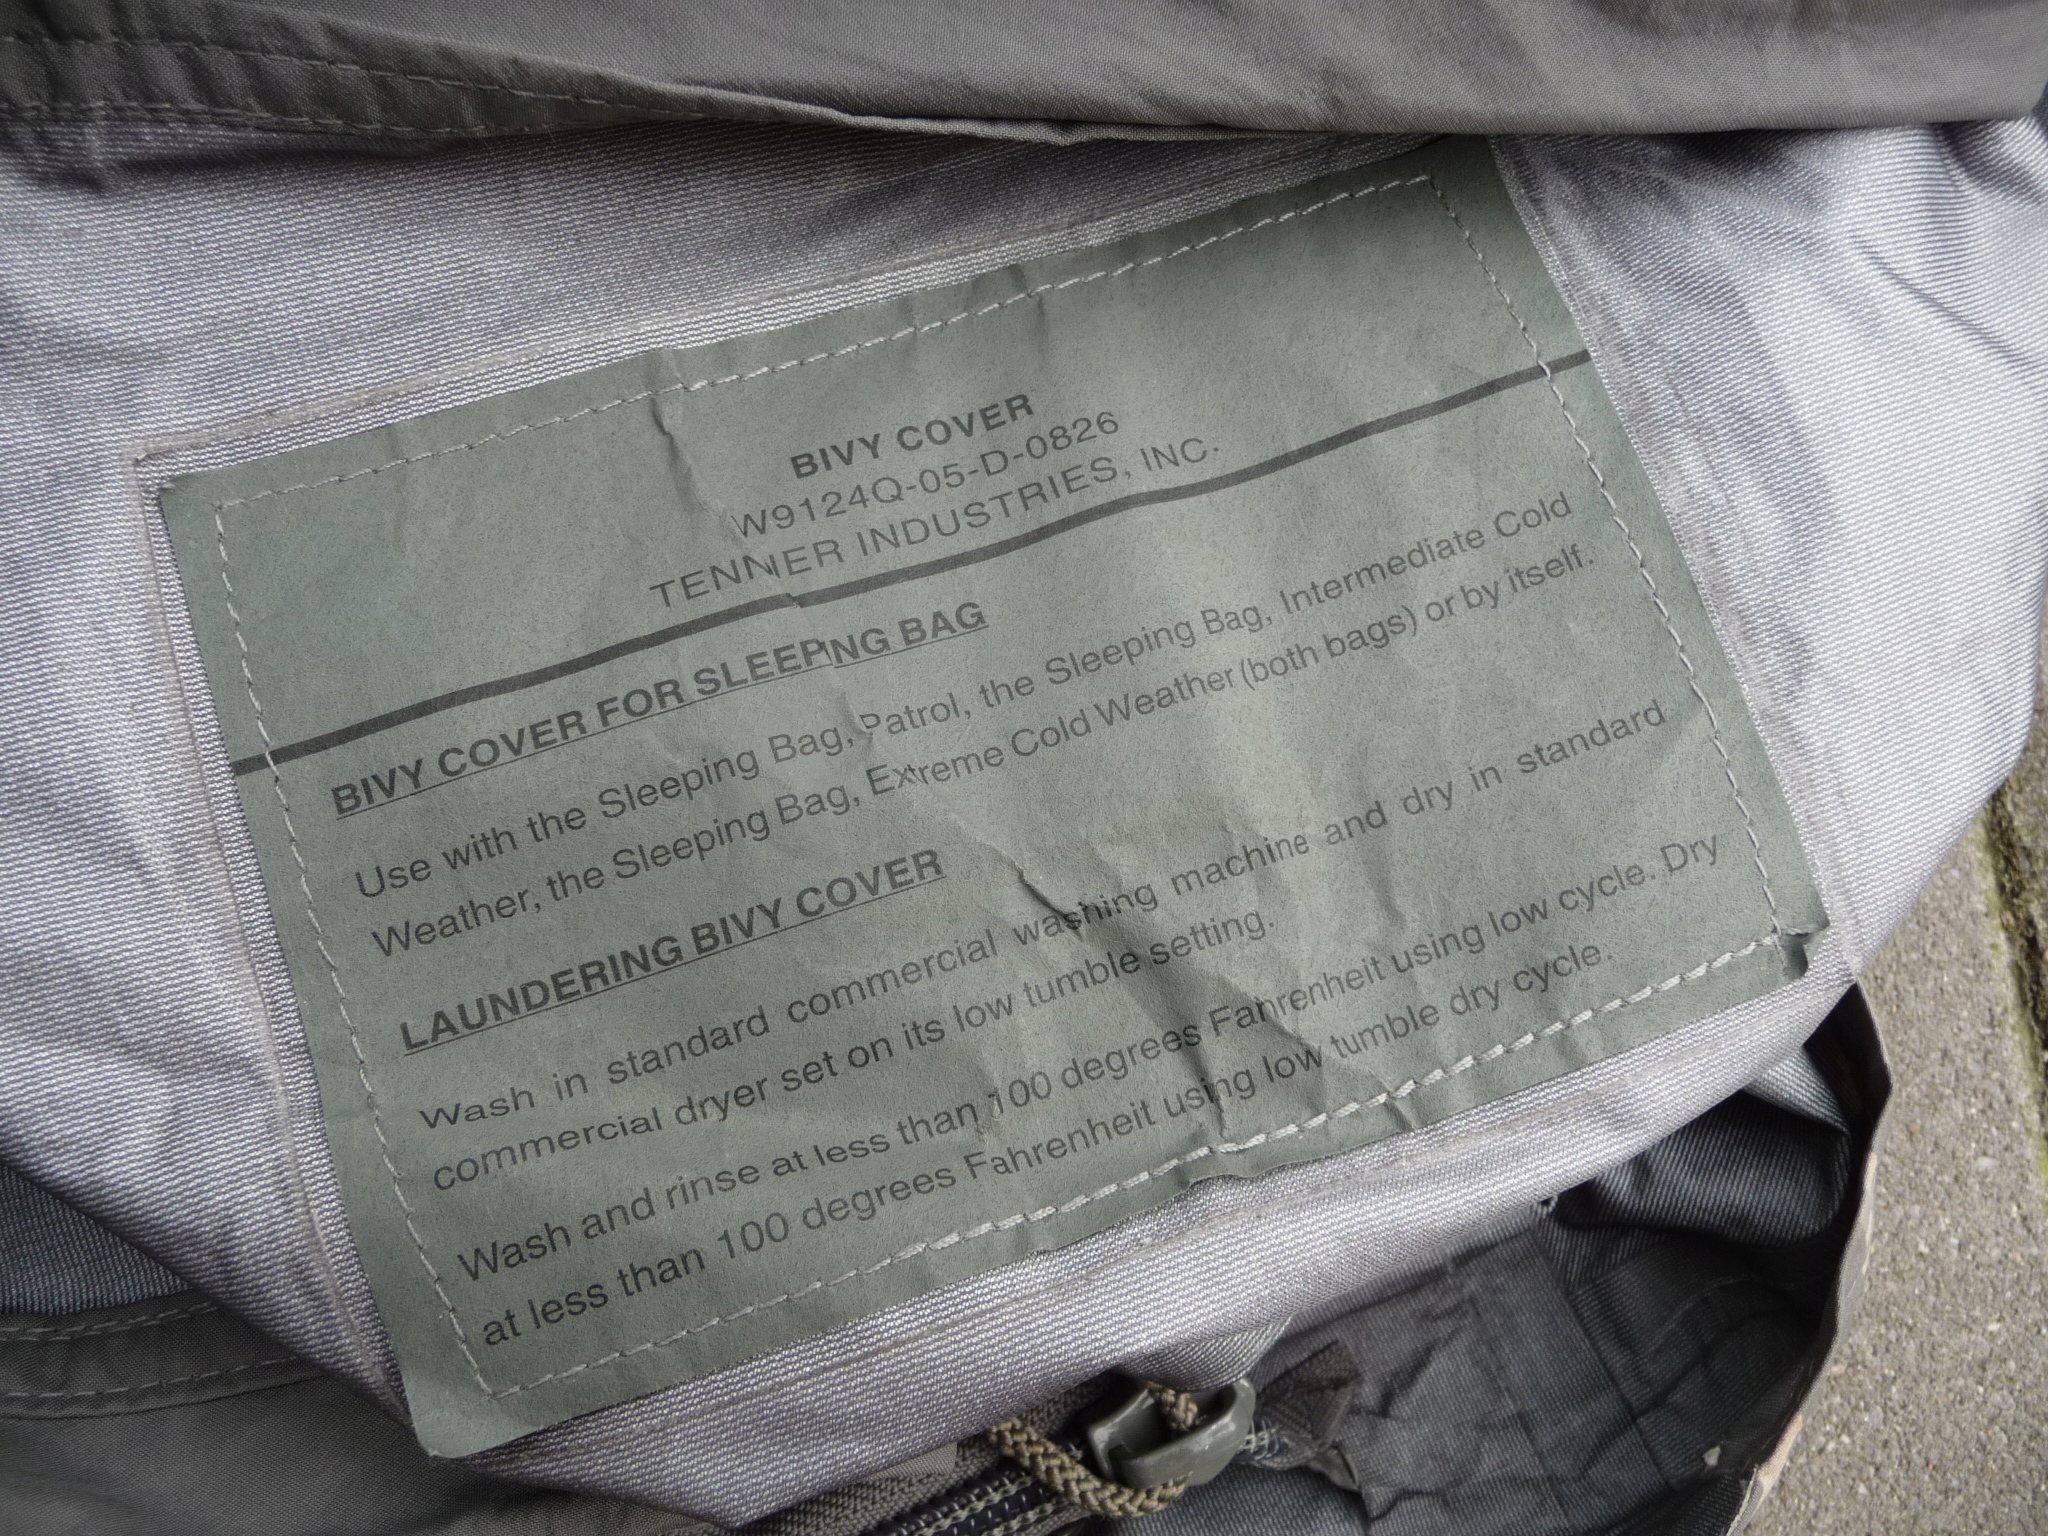 BIVY COVER
W9124Q-05-D-0826
TENNER INDUSTRIES, INC.
BIVY COVER FOR SLEEPING BAG
Use with the Sleeping Bag, Patrol, the Sleeping Bag, Intermediate Cold
Weather, the Sleeping Bag, Extreme Cold Weather (both bags) or by itself.
LAUNDERING BIVY COVER
Wash in standard commercial washing machine and dry in standard
commercial dryer set on its low tumble setting.
Wash and rinse at less than 100 degrees Fahrenheit using low cycle. Dry
at less than 100 degrees Fahrenheit using low tumble dry cycle.